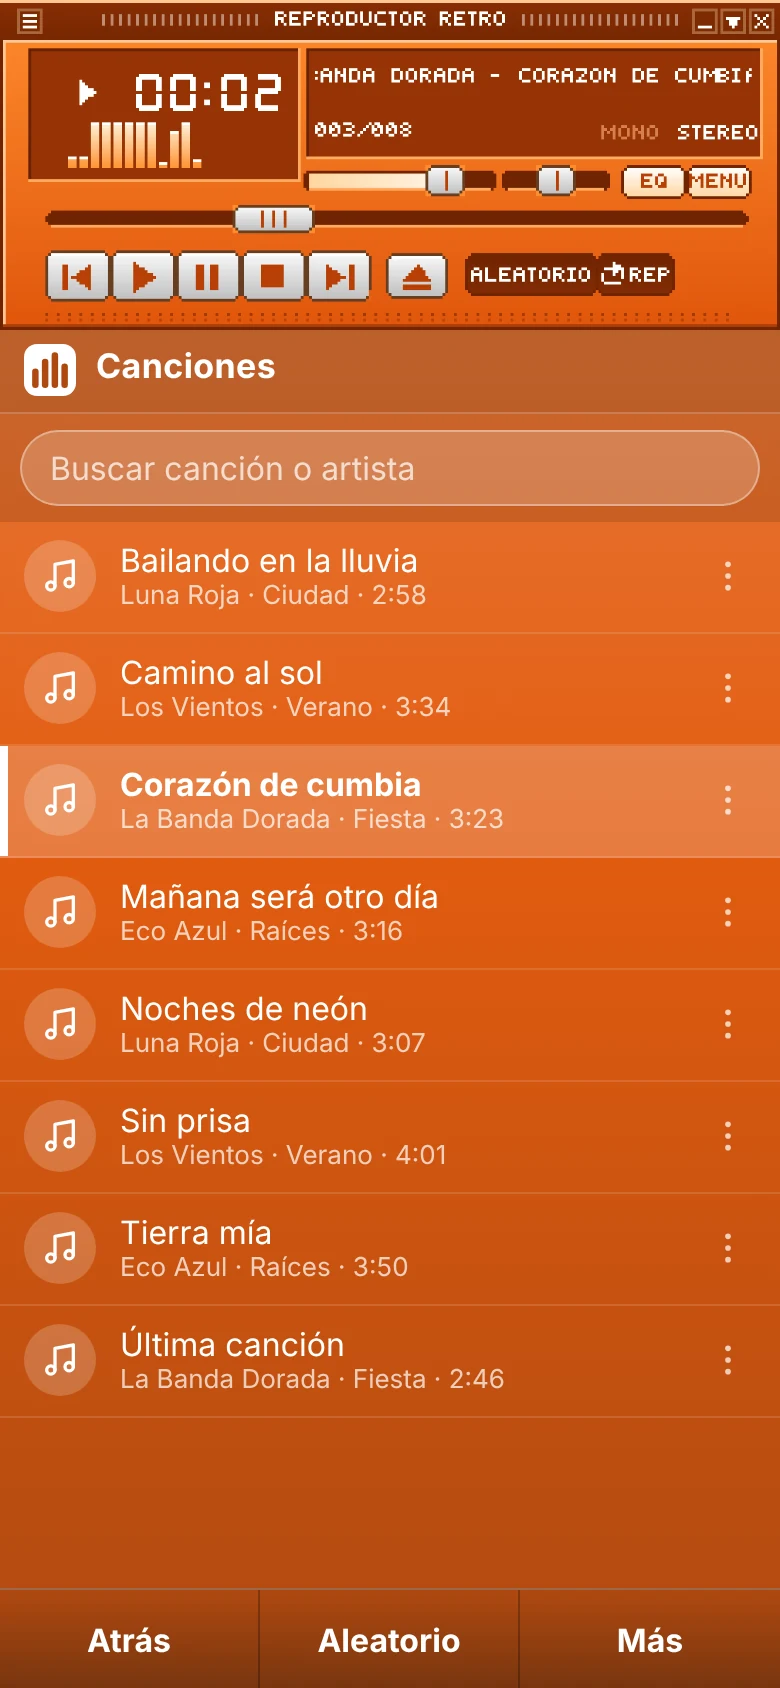 REPRODUCTOR RETRO
00:02
:ANDA DORADA - CORAZON DE CUMBIA
003/008
MONO STEREO
EQ MENU
ALEATORIO REP
Canciones
Buscar canción o artista
Bailando en la lluvia
Luna Roja · Ciudad · 2:58
Camino al sol
Los Vientos · Verano · 3:34
Corazón de cumbia
La Banda Dorada · Fiesta · 3:23
Mañana será otro día
Eco Azul · Raíces · 3:16
Noches de neón
Luna Roja · Ciudad · 3:07
Sin prisa
Los Vientos · Verano · 4:01
Tierra mía
Eco Azul · Raíces · 3:50
Última canción
La Banda Dorada · Fiesta · 2:46
Atrás Aleatorio Más